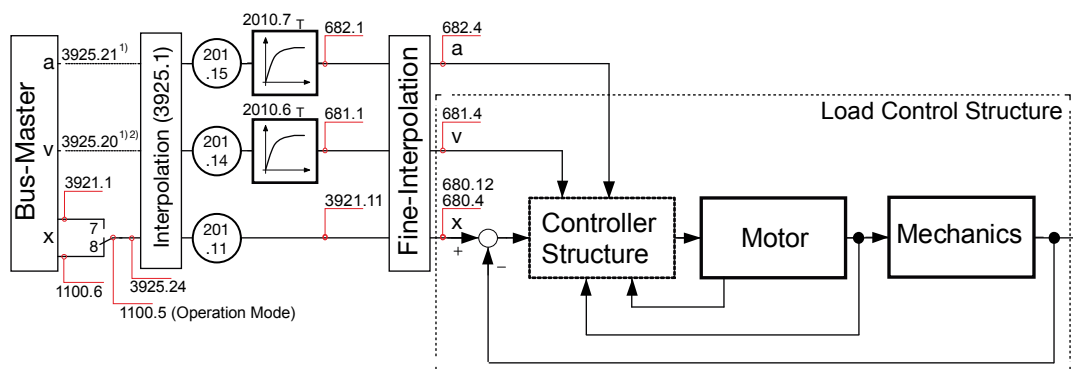 2010.7 T
682.1
682.4
a
3925.21 1)
201
.15
a
Load Control Structure
2010.6 T
681.1
681.4
v
3925.20 1) 2)
201
.14
v
Bus-Master
Interpolation (3925.1)
Fine-Interpolation
3921.1
3921.11
680.12
680.4
x
7
x
8
201
.11
+
−
Controller
Structure
Motor
Mechanics
1100.6
3925.24
1100.5 (Operation Mode)